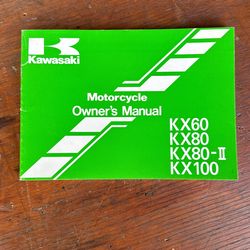 Kawasaki
Motorcycle
Owner's Manual
KX60
KX80
KX80-II
KX100